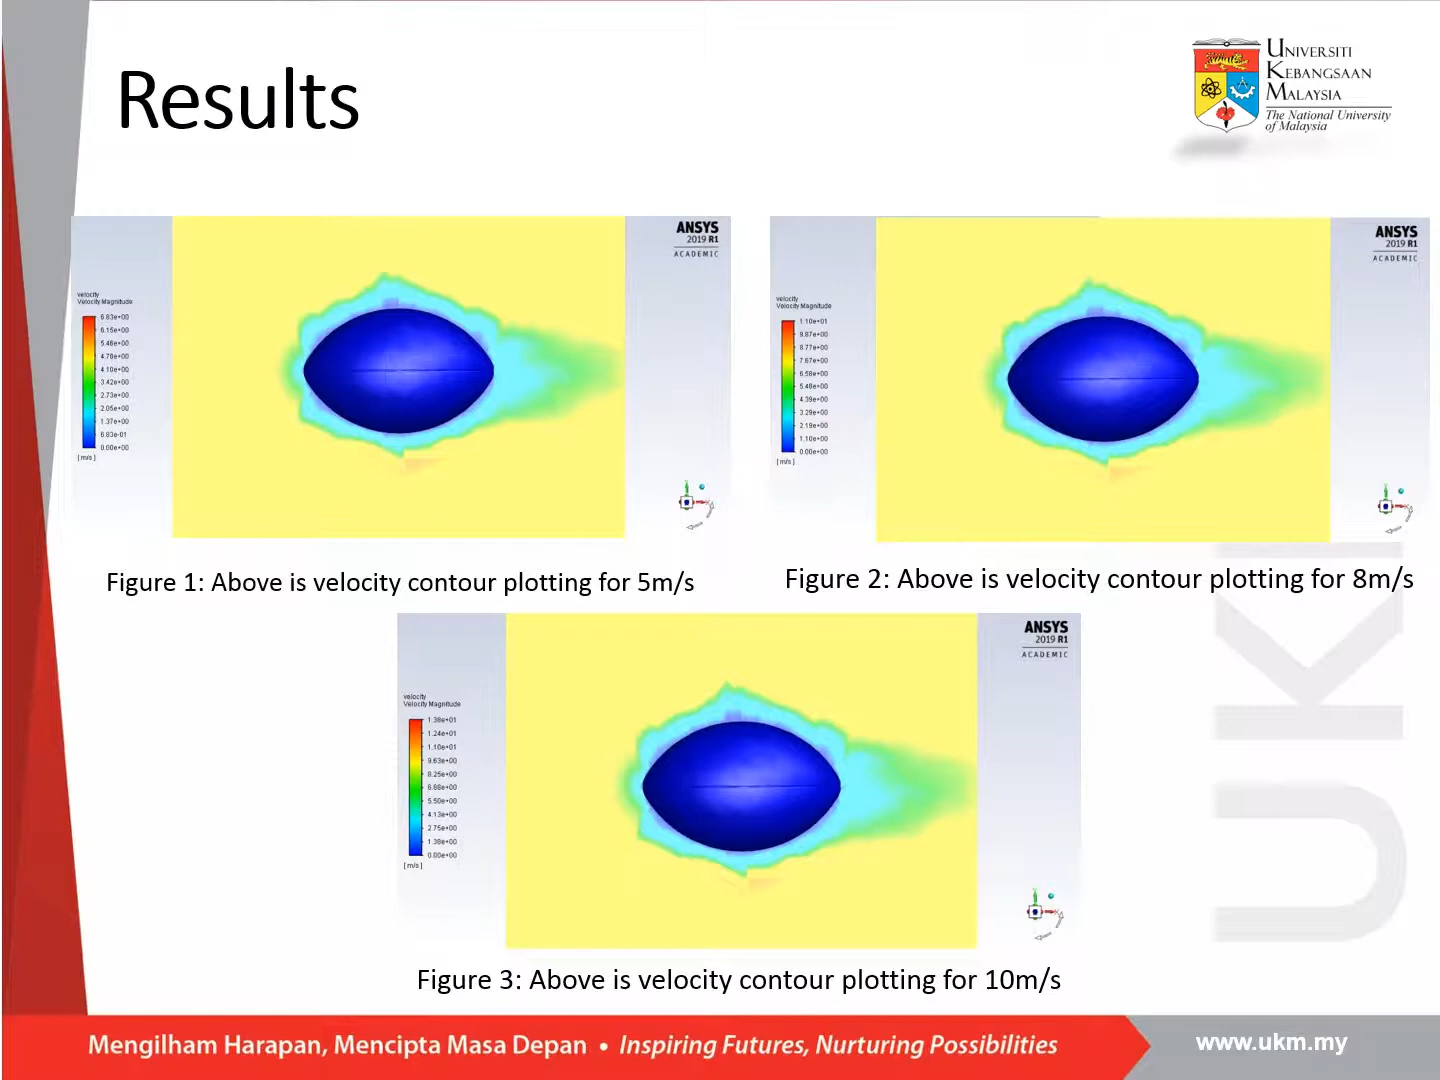 Results
UNIVERSITI
KEBANGSAAN
MALAYSIA
The National University
of Malaysia
ANSYS
2019 R1
ACADEMIC
velocity
Velocity Magnitude
6.83e+00
6.15e+00
5.46e+00
4.78e+00
4.10e+00
3.42e+00
2.73e+00
2.05e+00
1.37e+00
6.83e-01
0.00e+00
[ m/s ]
ANSYS
2019 R1
ACADEMIC
velocity
Velocity Magnitude
1.10e+01
9.87e+00
8.77e+00
7.67e+00
6.58e+00
5.48e+00
4.39e+00
3.29e+00
2.19e+00
1.10e+00
0.00e+00
[ m/s ]
Figure 1: Above is velocity contour plotting for 5m/s
Figure 2: Above is velocity contour plotting for 8m/s
ANSYS
2019 R1
ACADEMIC
velocity
Velocity Magnitude
1.38e+01
1.24e+01
1.10e+01
9.63e+00
8.25e+00
6.88e+00
5.50e+00
4.13e+00
2.75e+00
1.38e+00
0.00e+00
[ m/s ]
Figure 3: Above is velocity contour plotting for 10m/s
UKM
Mengilham Harapan, Mencipta Masa Depan • Inspiring Futures, Nurturing Possibilities
www.ukm.my